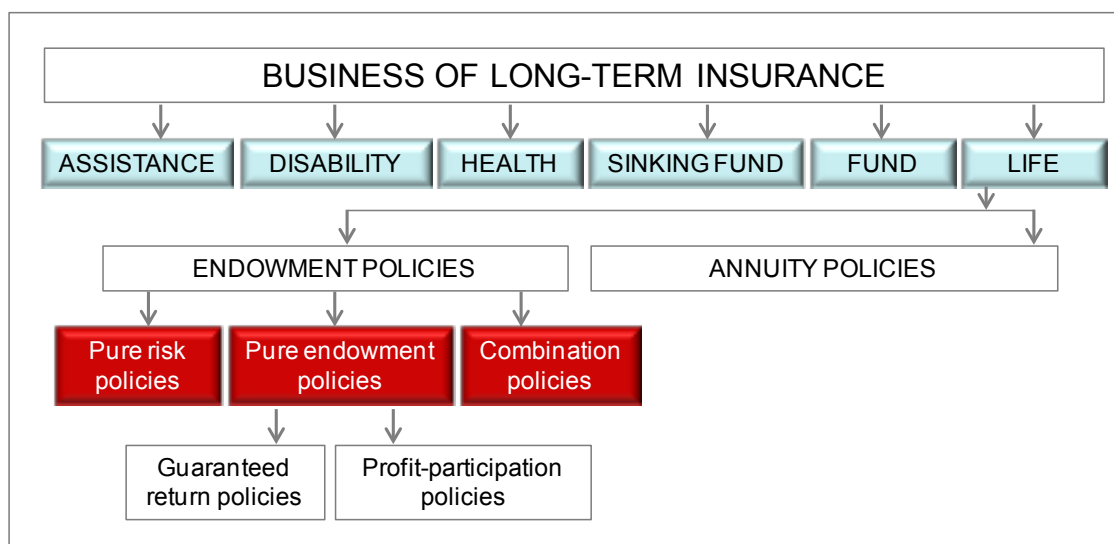 BUSINESS OF LONG-TERM INSURANCE
ASSISTANCE
DISABILITY
HEALTH
SINKING FUND
FUND
LIFE
ENDOWMENT POLICIES
ANNUITY POLICIES
Pure risk
policies
Pure endowment
policies
Combination
policies
Guaranteed
return policies
Profit-participation
policies